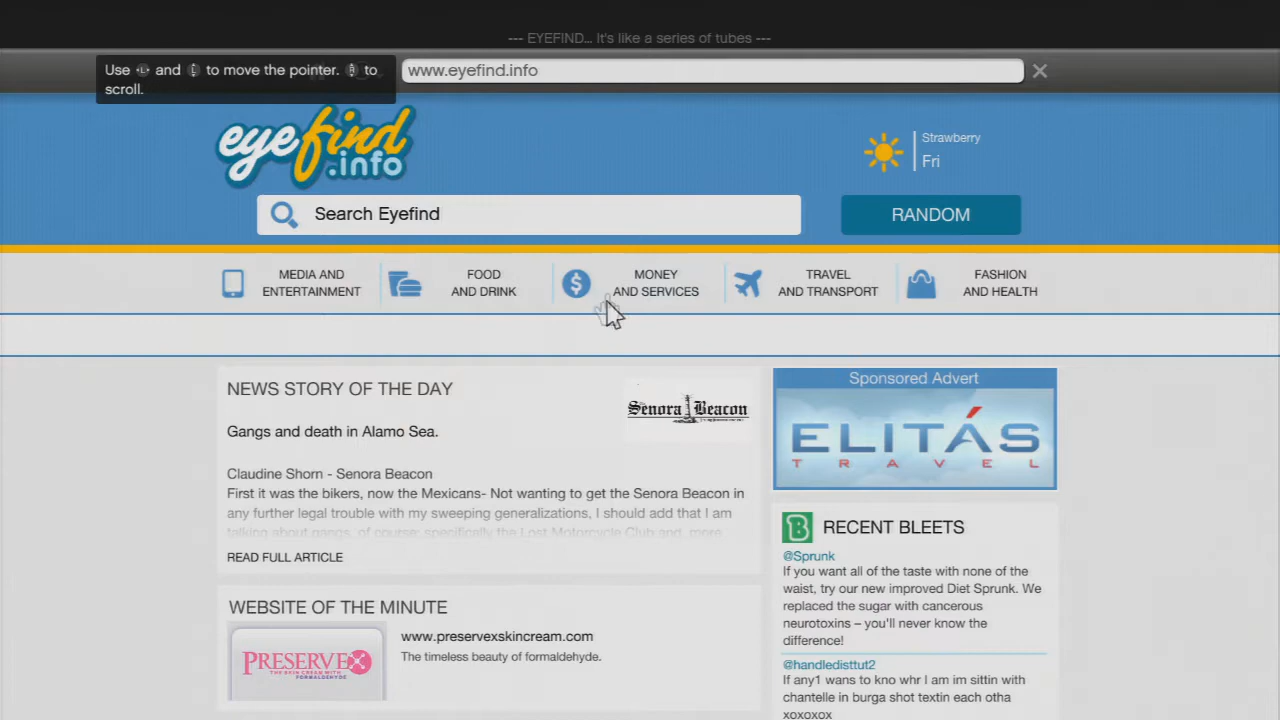 --- EYEFIND... It's like a series of tubes ---
Use L and L to move the pointer. R to
scroll.
www.eyefind.info
eyefind
.info
Strawberry
Fri
Search Eyefind
RANDOM
MEDIA AND
ENTERTAINMENT
FOOD
AND DRINK
MONEY
AND SERVICES
TRAVEL
AND TRANSPORT
FASHION
AND HEALTH
NEWS STORY OF THE DAY
Senora Beacon
Gangs and death in Alamo Sea.
Claudine Shorn - Senora Beacon
First it was the bikers, now the Mexicans- Not wanting to get the Senora Beacon in
any further legal trouble with my sweeping generalizations, I should add that I am
talking about gangs, of course: specifically the Lost Motorcycle Club and, more
READ FULL ARTICLE
WEBSITE OF THE MINUTE
PRESERVEX
THE SKIN CREAM WITH
FORMALDEHYDE
www.preservexskincream.com
The timeless beauty of formaldehyde.
Sponsored Advert
ELITÁS
TRAVEL
B
RECENT BLEETS
@Sprunk
If you want all of the taste with none of the
waist, try our new improved Diet Sprunk. We
replaced the sugar with cancerous
neurotoxins – you'll never know the
difference!
@handledisttut2
If any1 wants to kno whr I am im sittin with
chantelle in burga shot textin each otha
xoxoxox